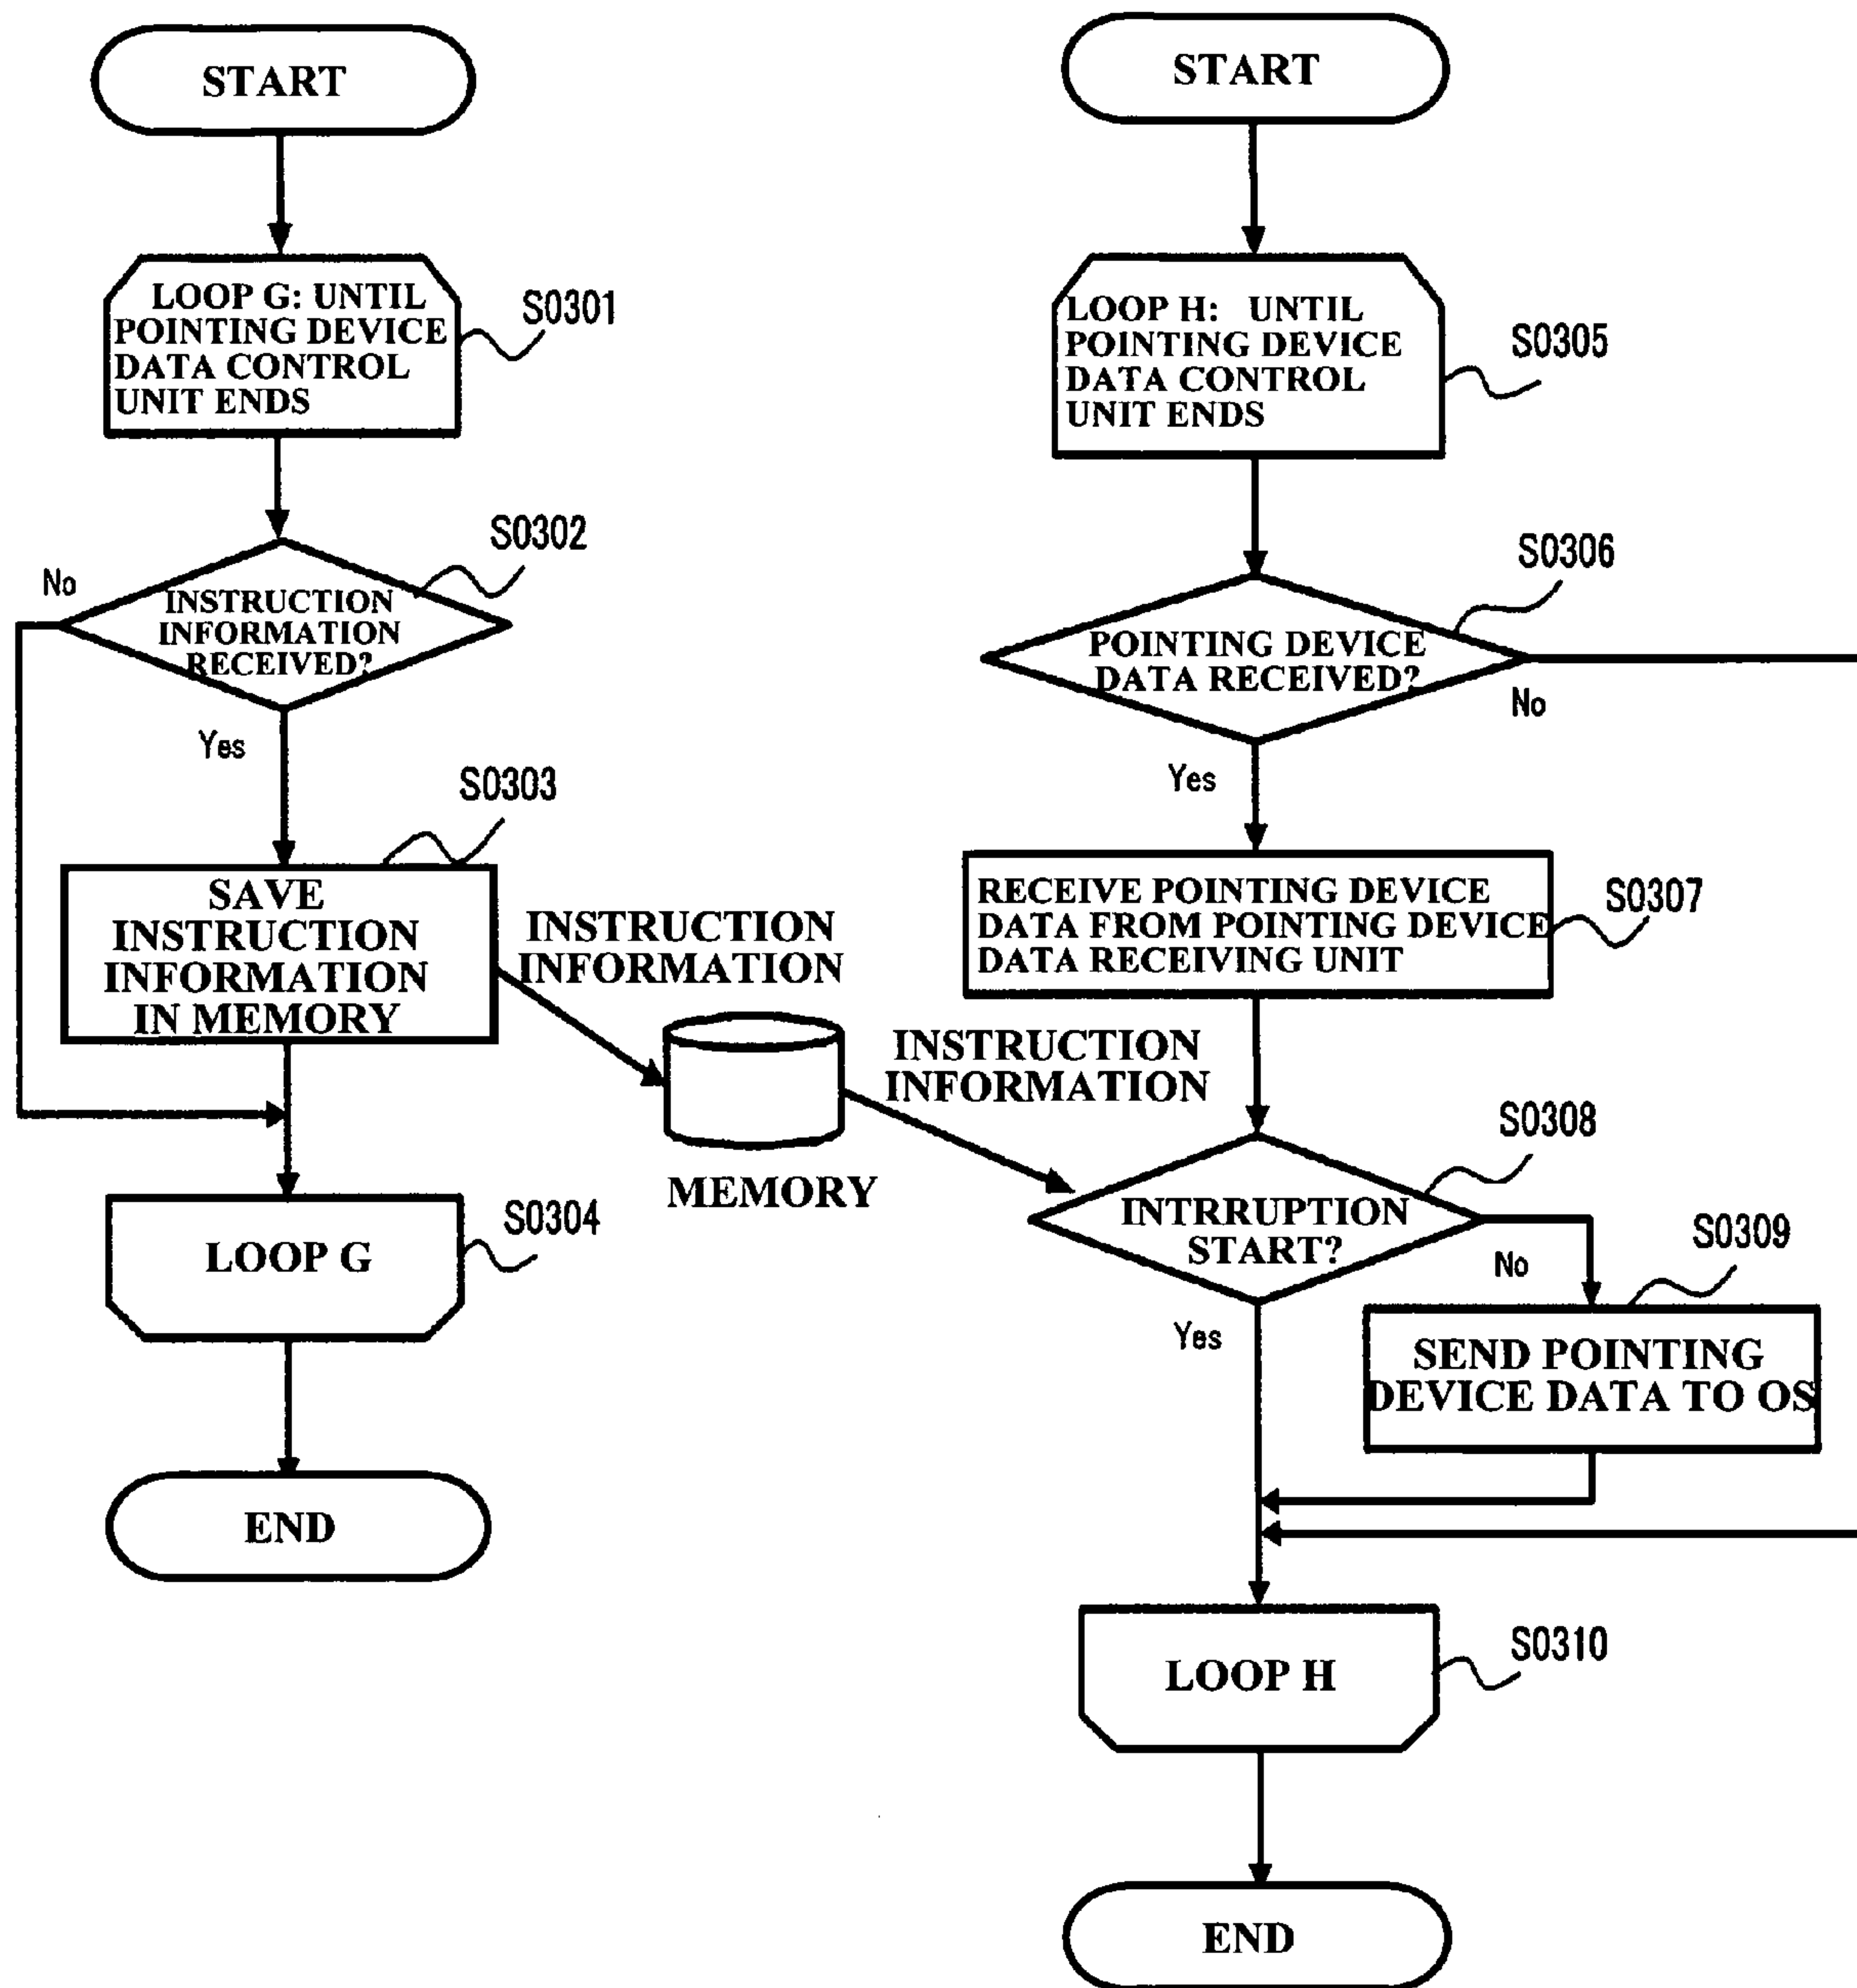 START
LOOP G: UNTIL
POINTING DEVICE
DATA CONTROL
UNIT ENDS
S0301
INSTRUCTION
INFORMATION
RECEIVED?
S0302
No
Yes
SAVE
INSTRUCTION
INFORMATION
IN MEMORY
S0303
INSTRUCTION
INFORMATION
MEMORY
INSTRUCTION
INFORMATION
LOOP G
S0304
END
START
LOOP H: UNTIL
POINTING DEVICE
DATA CONTROL
UNIT ENDS
S0305
POINTING DEVICE
DATA RECEIVED?
S0306
No
Yes
RECEIVE POINTING DEVICE
DATA FROM POINTING DEVICE
DATA RECEIVING UNIT
S0307
INTRRUPTION
START?
S0308
No
Yes
SEND POINTING
DEVICE DATA TO OS
S0309
LOOP H
S0310
END